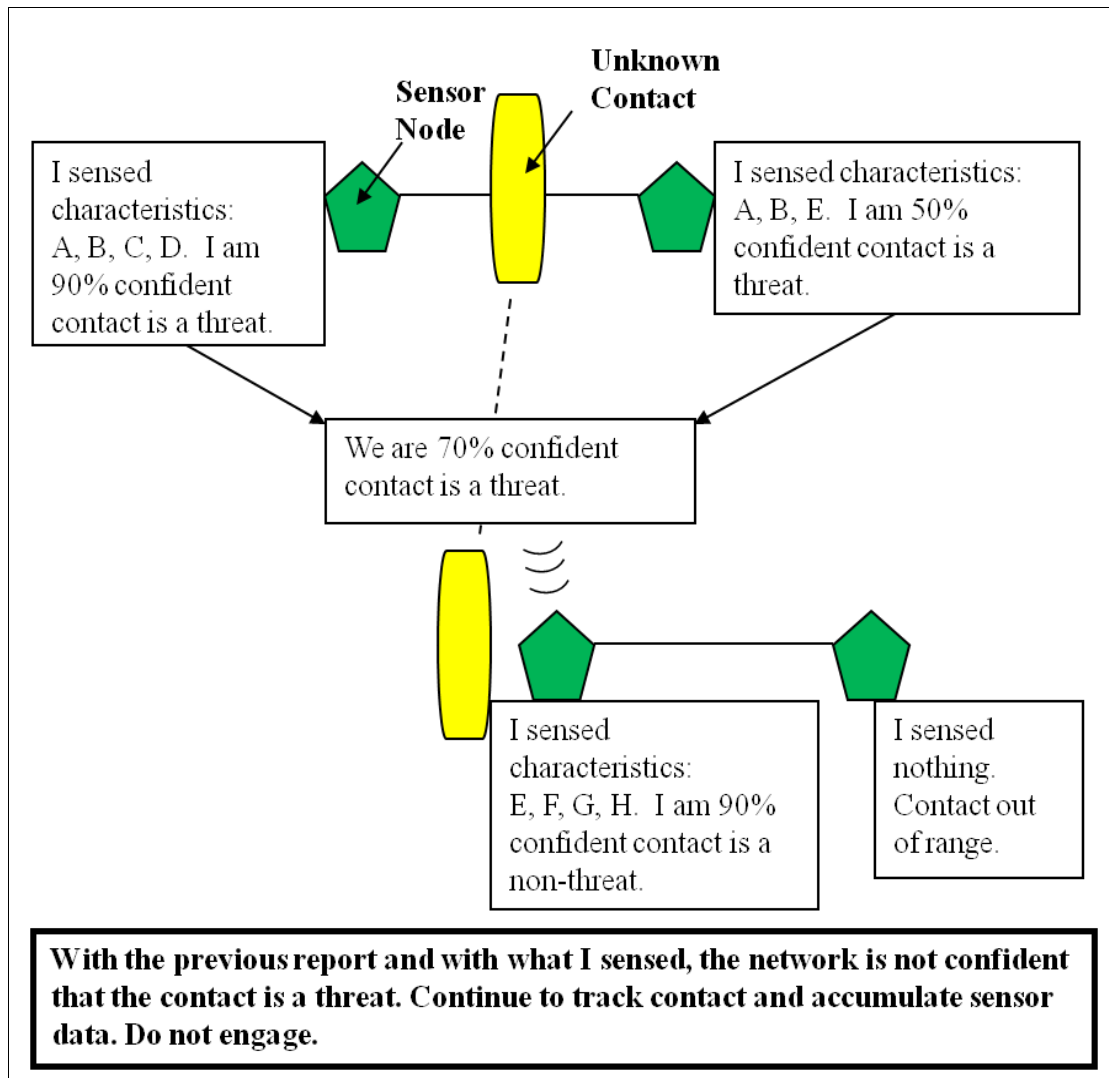 Unknown
Contact
Sensor
Node
I sensed
characteristics:
A, B, C, D.  I am
90% confident
contact is a threat.
I sensed characteristics:
A, B, E.  I am 50%
confident contact is a
threat.
We are 70% confident
contact is a threat.
I sensed
characteristics:
E, F, G, H.  I am 90%
confident contact is a
non-threat.
I sensed
nothing.
Contact out
of range.
With the previous report and with what I sensed, the network is not confident
that the contact is a threat. Continue to track contact and accumulate sensor
data. Do not engage.